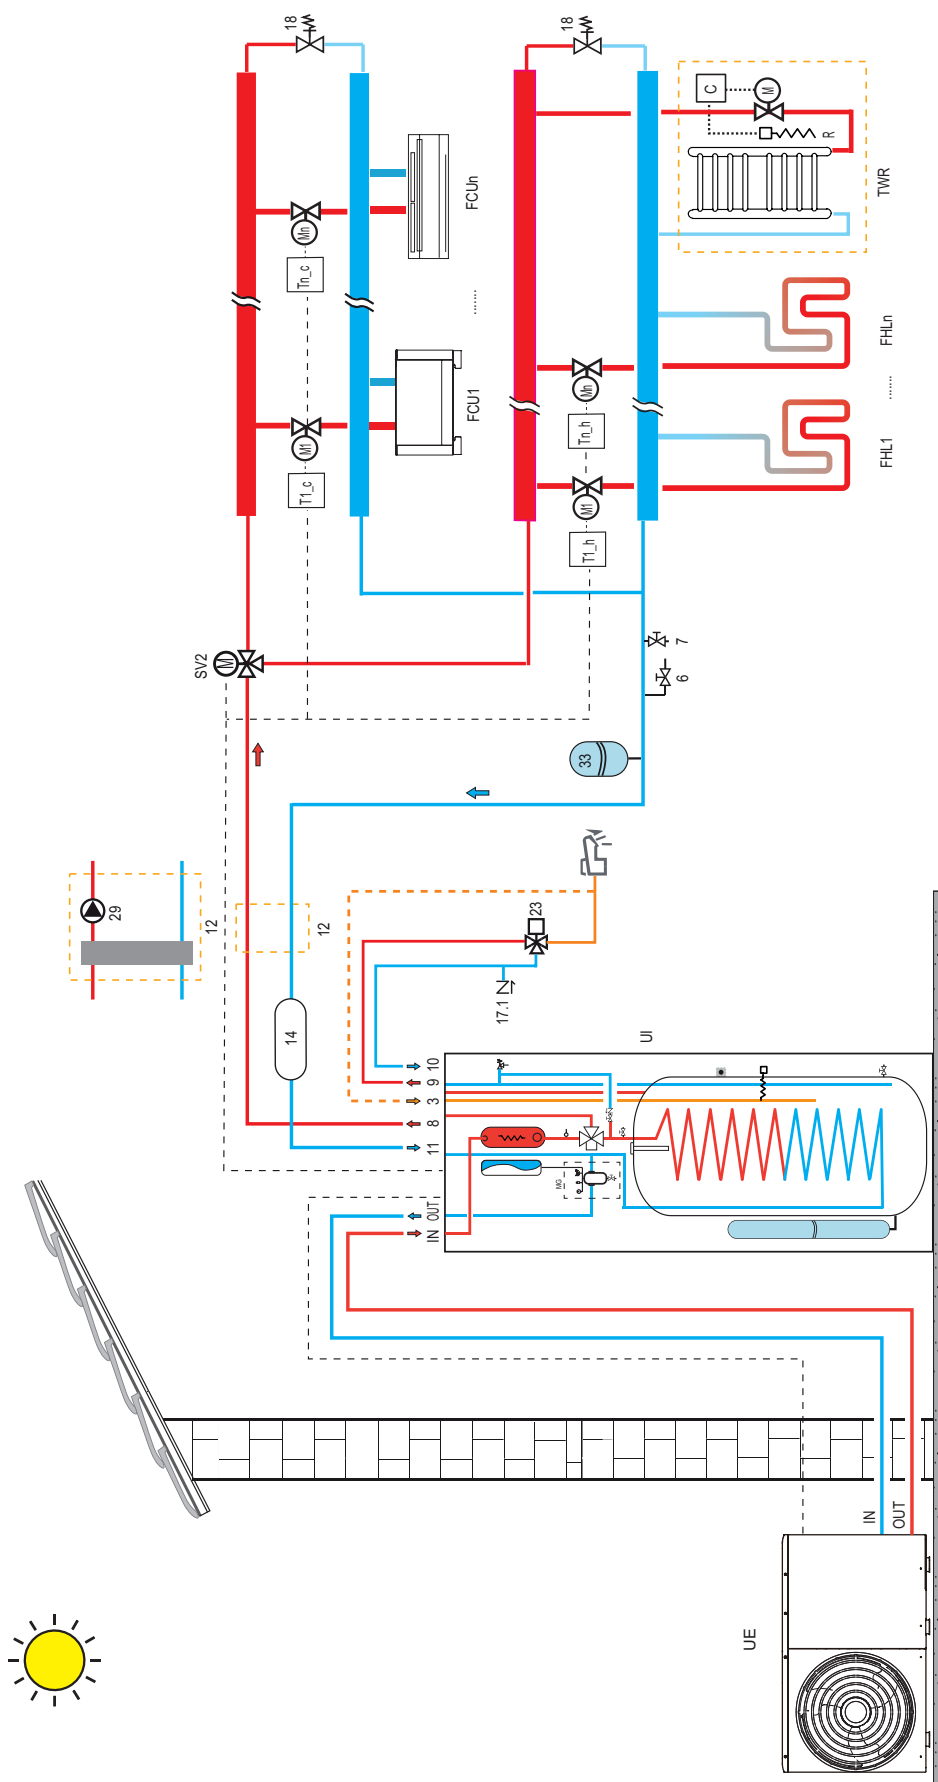 18
18
C
M
R
TWR
FCUn
Mn
Tn_c
FCU1
M1
T1_c
FHLn
........
........
FHL1
Mn
Tn_h
M1
T1_h
SV2
M
7
6
33
29
12
12
23
17.1
14
UI
10
9
3
8
11
OUT
IN
MG
IN
OUT
UE